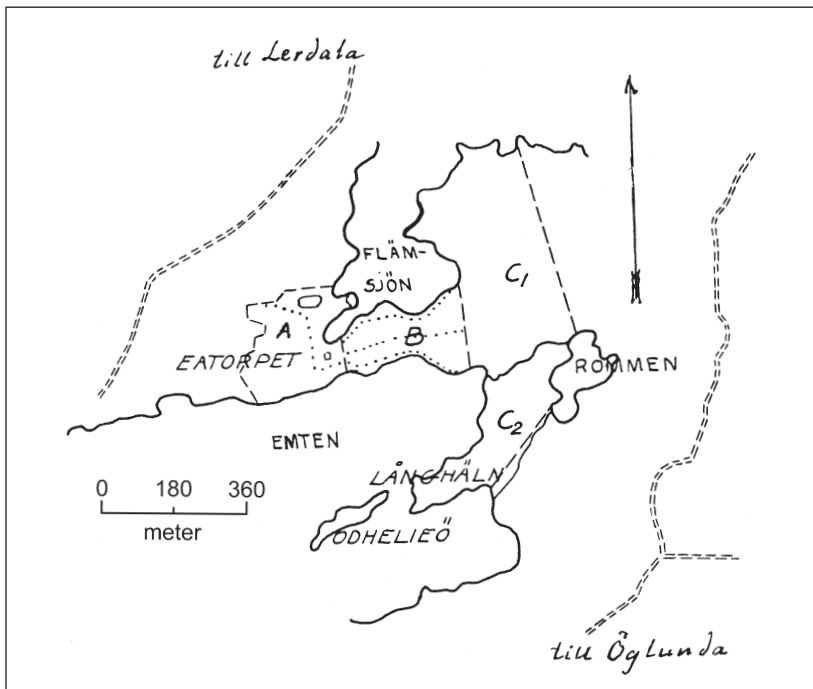 till Lerdala
FLÄM-
SJÖN
C1
A
B
EATORPET
ROMMEN
C2
EMTEN
LÅNGHÄLN
0 180 360
meter
ODHELIEÖ
till Öglunda